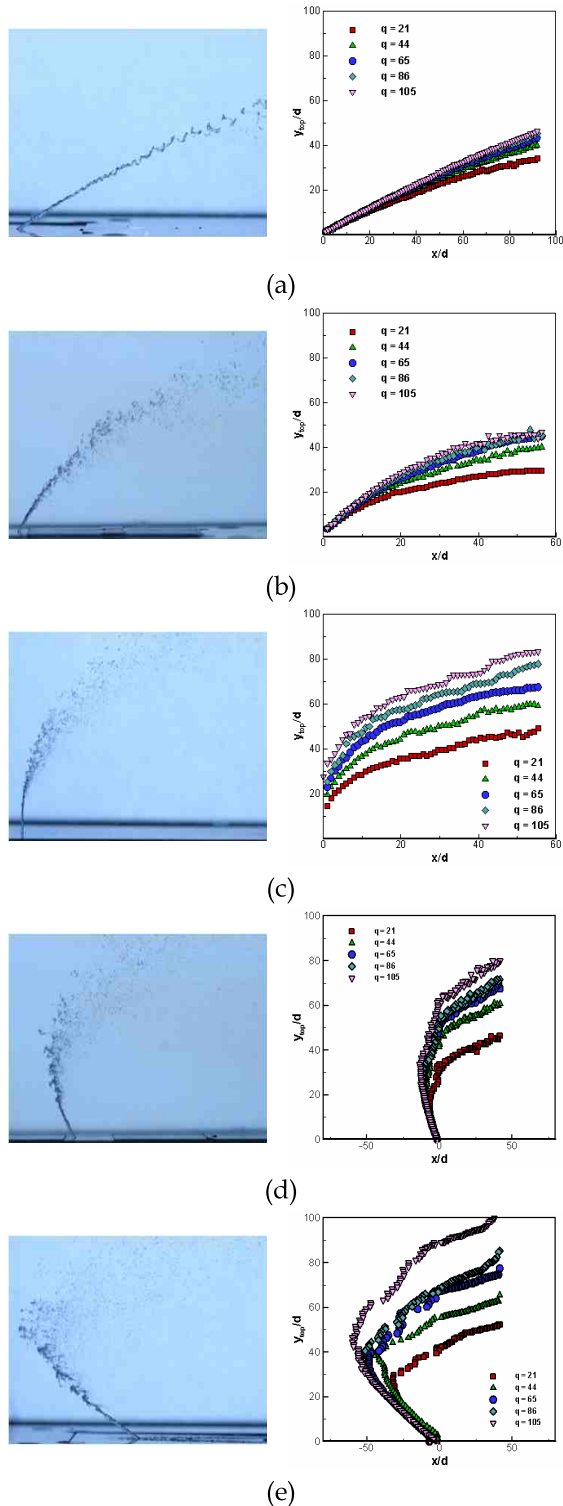 100
80
60
40
20
y_top/d
q = 21
q = 44
q = 65
q = 86
q = 105
0 20 40 60 80 100
x/d
(a)
100
80
60
40
20
y_top/d
q = 21
q = 44
q = 65
q = 86
q = 105
0 20 40 60
x/d
(b)
100
80
60
40
20
y_top/d
q = 21
q = 44
q = 65
q = 86
q = 105
0 20 40 60
x/d
(c)
100
80
60
40
20
0
y_top/d
q = 21
q = 44
q = 65
q = 86
q = 105
-50 0 50
x/d
(d)
100
80
60
40
20
0
y_top/d
q = 21
q = 44
q = 65
q = 86
q = 105
-50 0 50
x/d
(e)